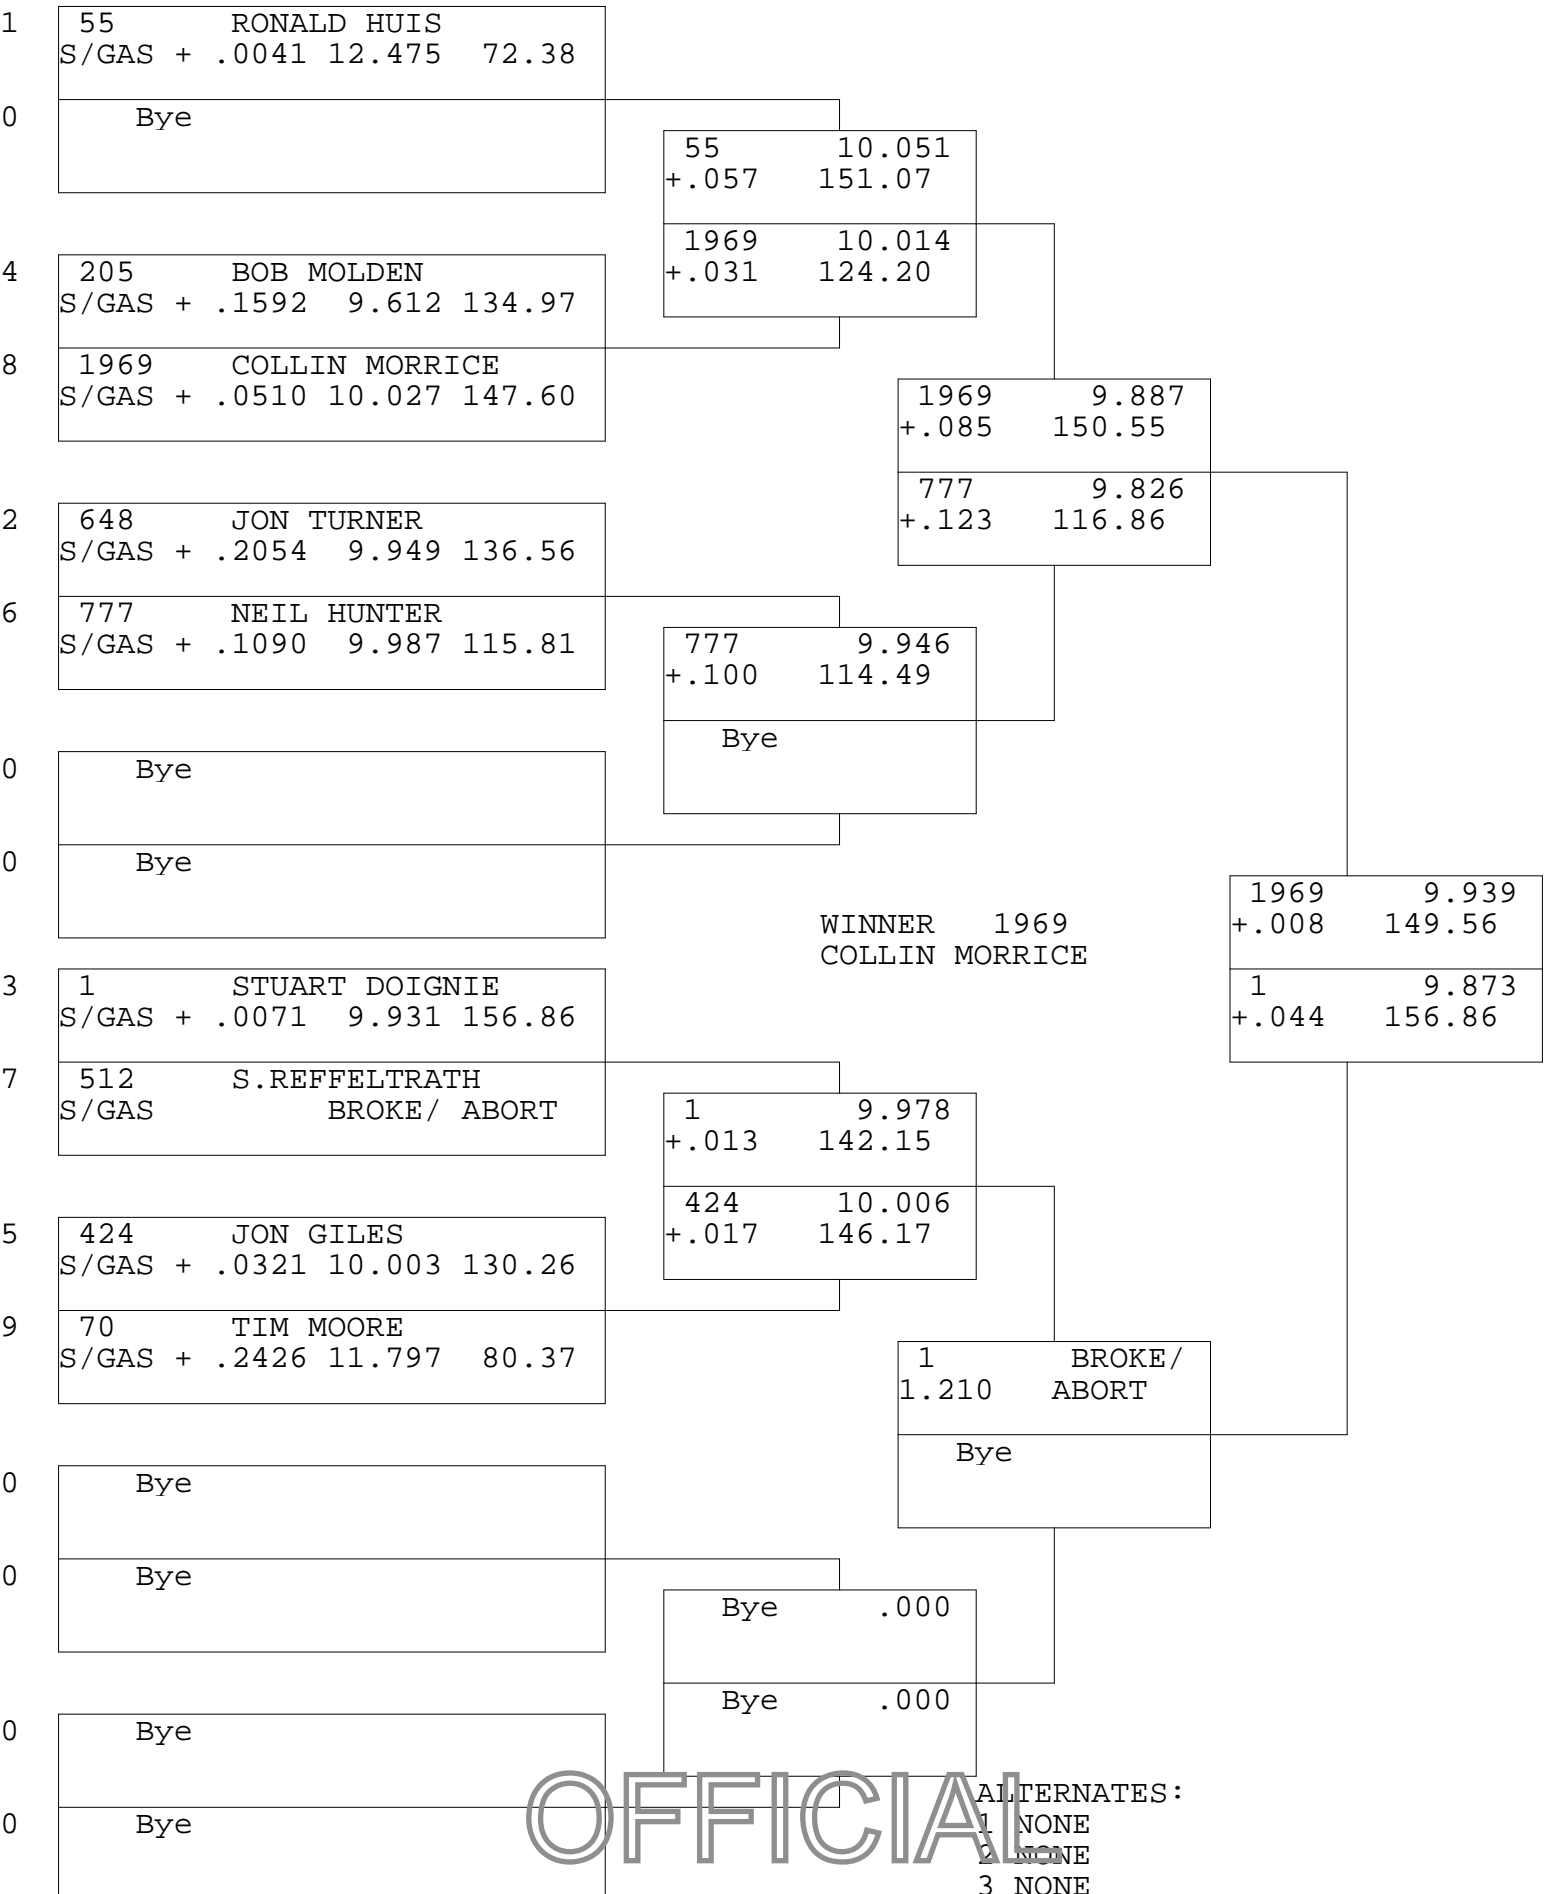 1 55 RONALD HUIS
S/GAS + .0041 12.475 72.38
0 Bye
55 10.051
+.057 151.07
1969 10.014
+.031 124.20
4 205 BOB MOLDEN
S/GAS + .1592 9.612 134.97
8 1969 COLLIN MORRICE
S/GAS + .0510 10.027 147.60
1969 9.887
+.085 150.55
777 9.826
+.123 116.86
2 648 JON TURNER
S/GAS + .2054 9.949 136.56
6 777 NEIL HUNTER
S/GAS + .1090 9.987 115.81
777 9.946
+.100 114.49
Bye
0 Bye
0 Bye
WINNER 1969
COLLIN MORRICE
1969 9.939
+.008 149.56
1 9.873
+.044 156.86
3 1 STUART DOIGNIE
S/GAS + .0071 9.931 156.86
7 512 S.REFFELTRATH
S/GAS BROKE/ ABORT
1 9.978
+.013 142.15
424 10.006
+.017 146.17
5 424 JON GILES
S/GAS + .0321 10.003 130.26
9 70 TIM MOORE
S/GAS + .2426 11.797 80.37
1 BROKE/
1.210 ABORT
Bye
0 Bye
0 Bye
Bye .000
Bye .000
0 Bye
0 Bye
OFFICIAL
ALTERNATES:
1 NONE
2 NONE
3 NONE